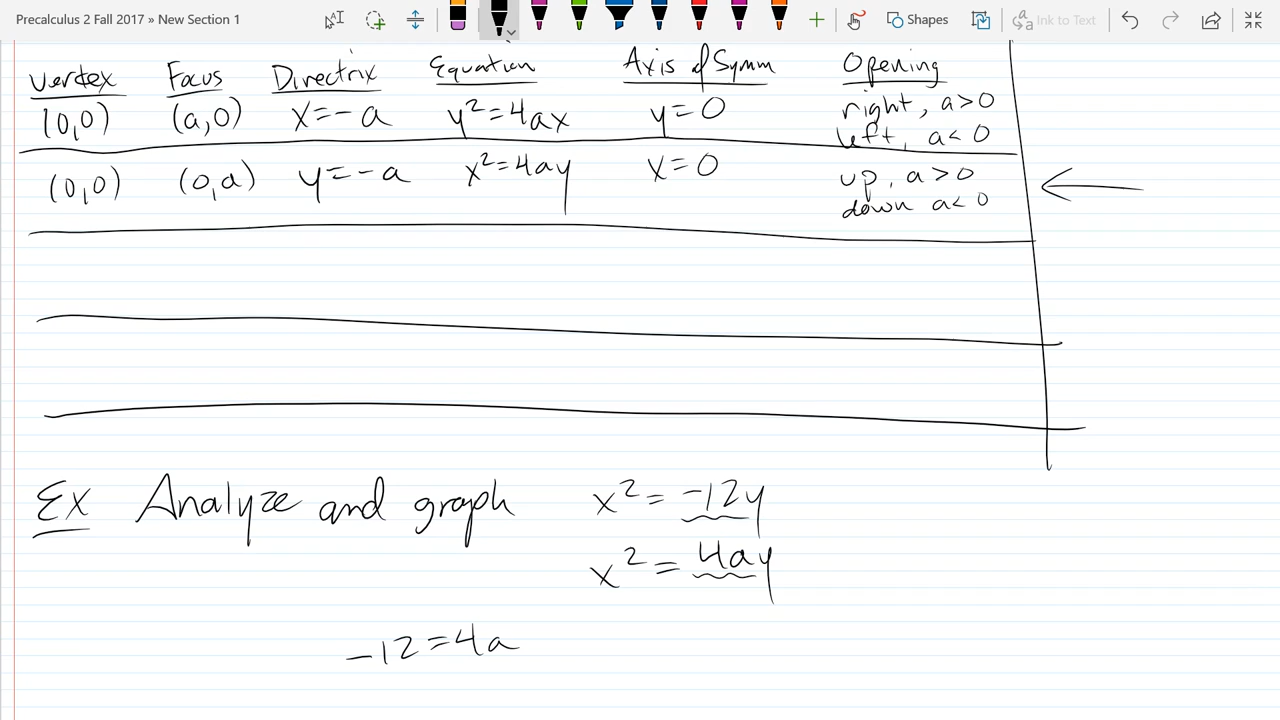 Precalculus 2 Fall 2017 » New Section 1
Shapes
Ink to Text
Vertex Focus Directrix Equation Axis of Symm Opening
(0,0) (a,0) x=-a y²=4ax y=0 right, a>0
left, a<0
(0,0) (0,a) y=-a x²=4ay x=0 up, a>0
down a<0
Ex Analyze and graph x²=-12y
x²=4ay
-12=4a